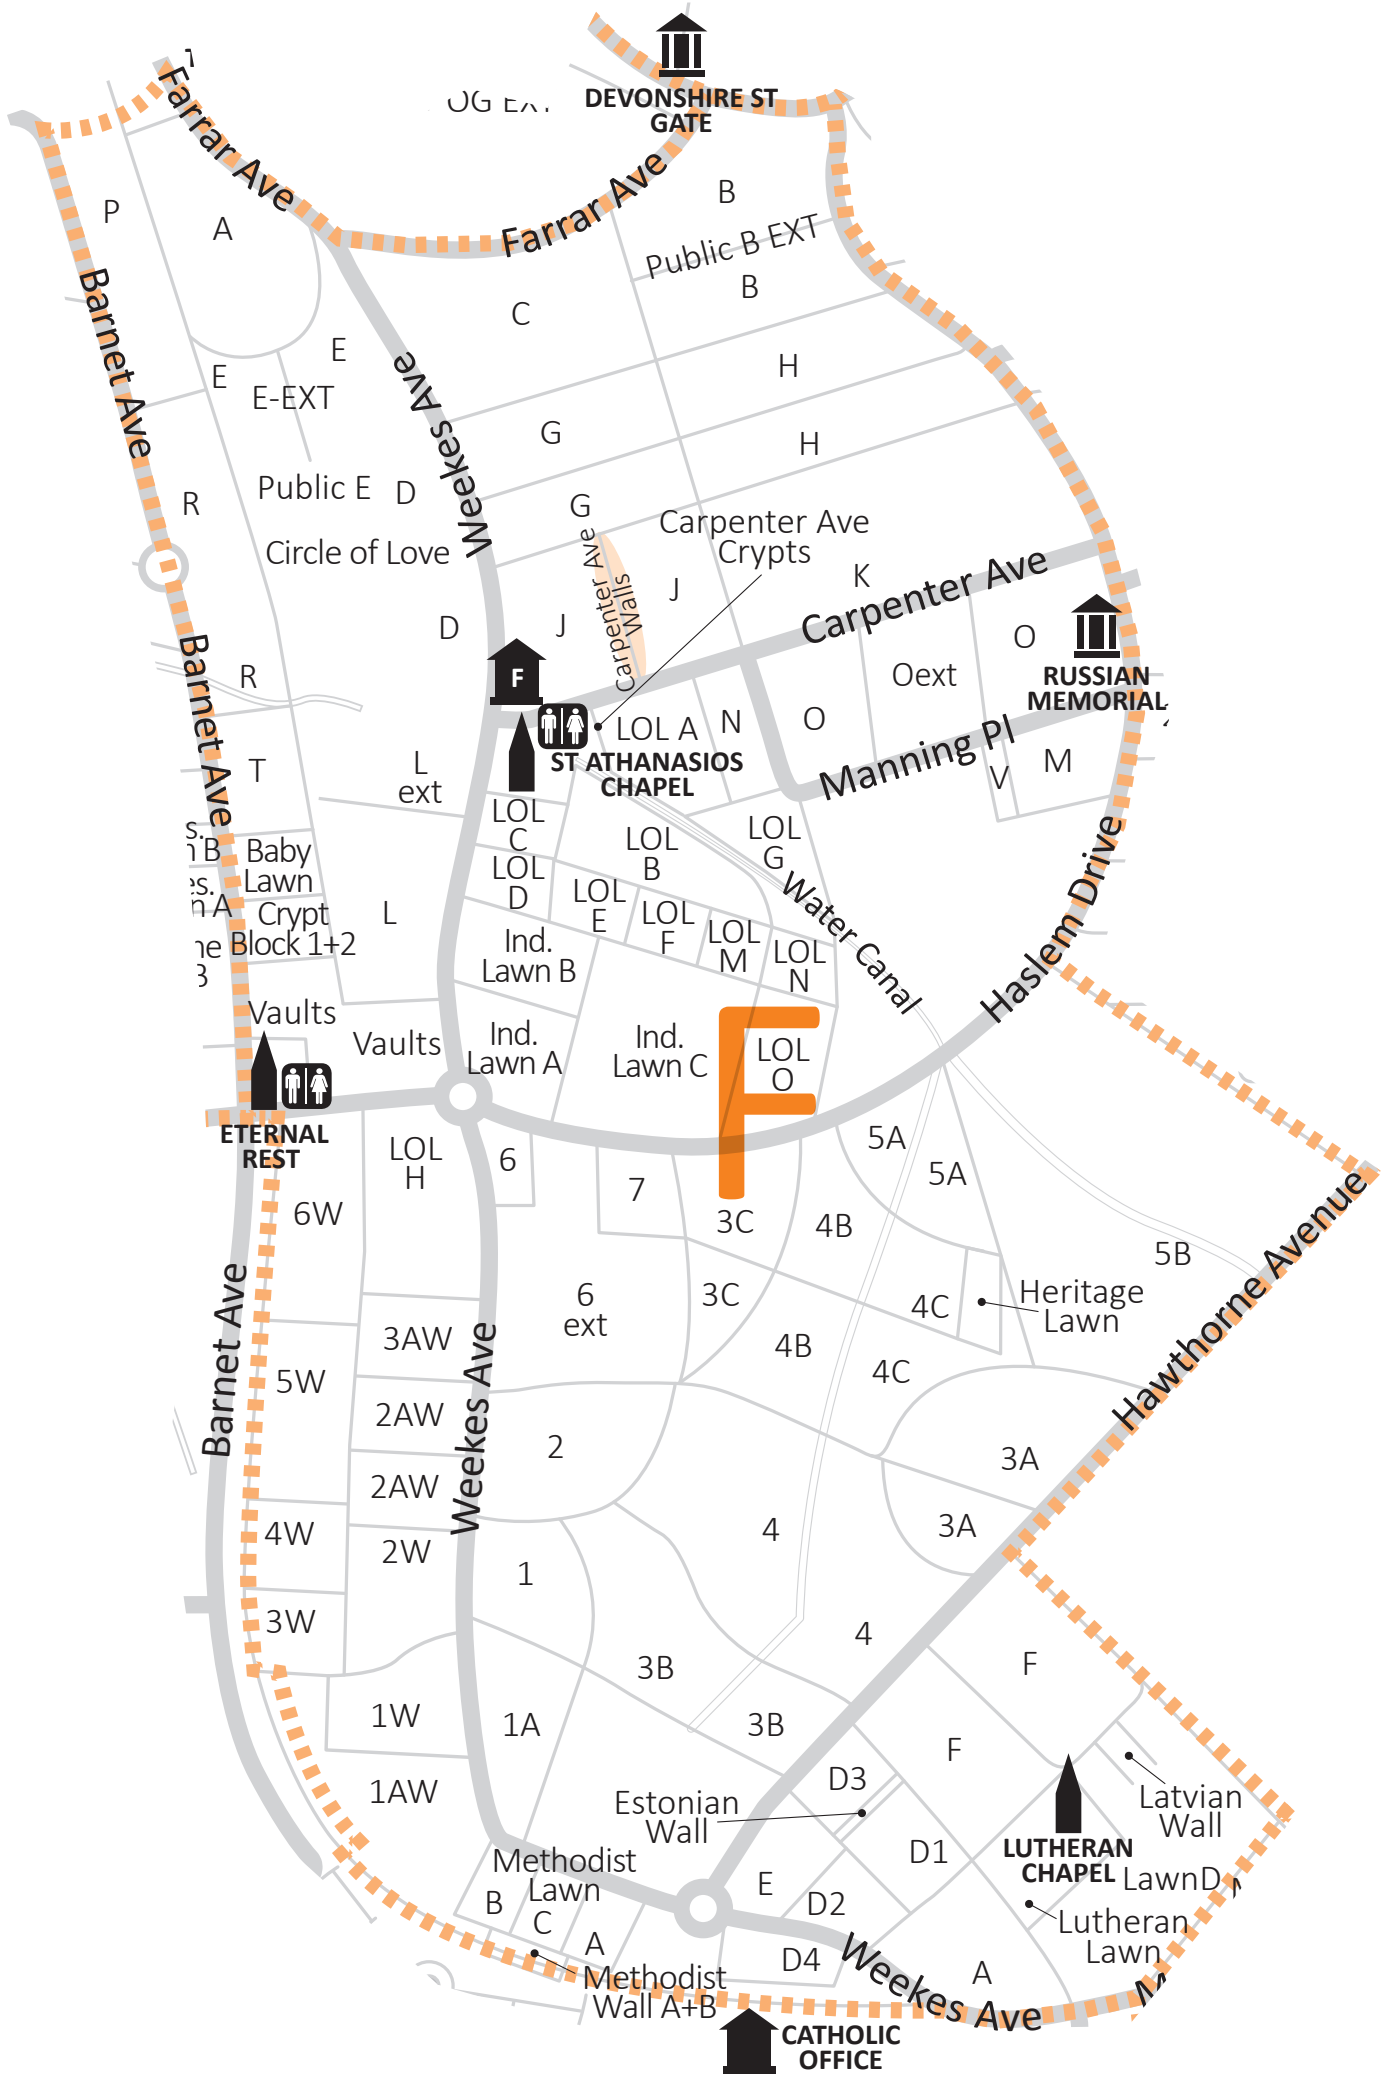 DEVONSHIRE ST
GATE
Farrar Ave
Farrar Ave
B
P
A
Public B EXT
B
C
Barnet Ave
E
E
E-EXT
Weekes Ave
H
G
H
Public E
D
R
G
Carpenter Ave
Crypts
Circle of Love
Carpenter Ave
Walls
J
J
K
Carpenter Ave
D
F
O
Oext
RUSSIAN
MEMORIAL
Barnet Ave
R
LOL A
N
O
Manning Pl
V
M
ST ATHANASIOS
CHAPEL
T
L
ext
LOL
C
LOL
B
LOL
G
Baby
Lawn
LOL
D
LOL
E
LOL
F
LOL
M
LOL
N
Water Canal
Haslem Drive
Crypt
Block 1+2
L
Ind.
Lawn B
Vaults
Vaults
Ind.
Lawn A
Ind.
Lawn C
LOL
O
F
ETERNAL
REST
LOL
H
6
7
5A
5A
6W
3C
4B
5B
Barnet Ave
6
ext
3C
4C
Heritage
Lawn
Hawthorne Avenue
3AW
Weekes Ave
4B
4C
5W
2AW
2
3A
2AW
4W
2W
4
3A
1
3W
4
3B
F
1W
1A
3B
F
1AW
D3
Estonian
Wall
Latvian
Wall
D1
LUTHERAN
CHAPEL
LawnD
Methodist
Lawn
B
C
A
E
D2
Lutheran
Lawn
D4
Weekes Ave
A
Methodist
Wall A+B
CATHOLIC
OFFICE